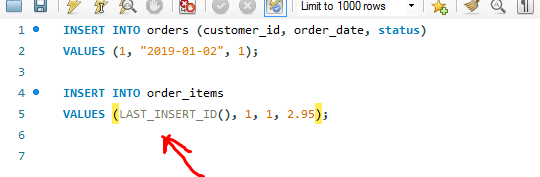 Limit to 1000 rows
1 INSERT INTO orders (customer_id, order_date, status)
2 VALUES (1, "2019-01-02", 1);
3
4 INSERT INTO order_items
5 VALUES (LAST_INSERT_ID(), 1, 1, 2.95);
6
7